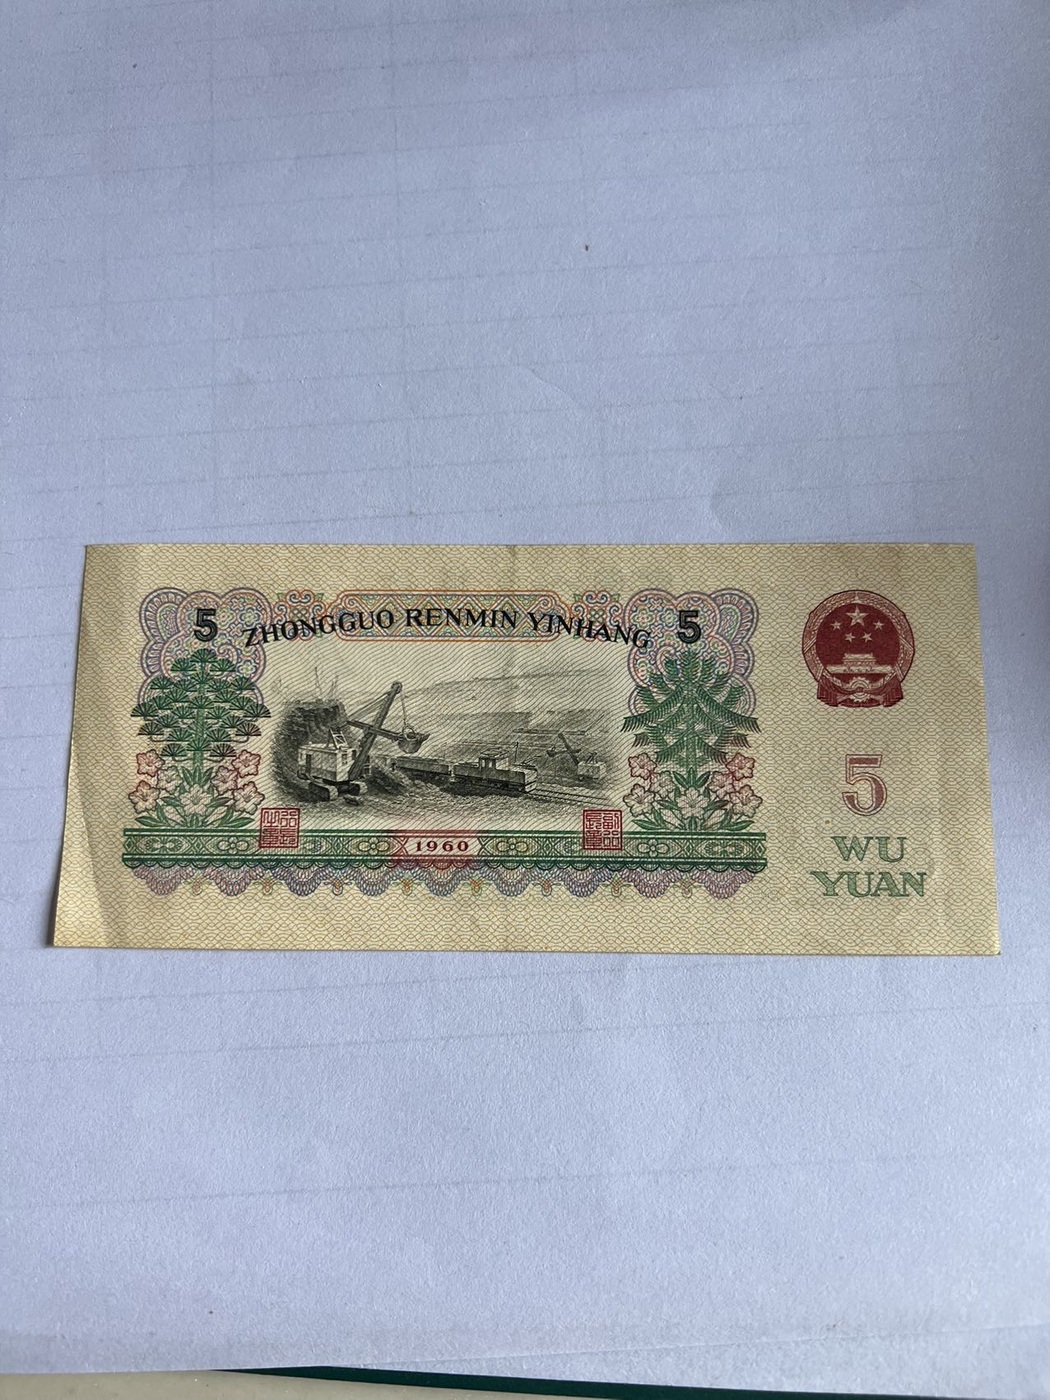 5 ZHONGGUO RENMIN YINHANG 5
1960
5
WU
YUAN